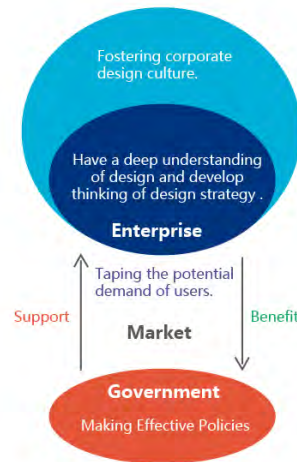 Fostering corporate
design culture.
Have a deep understanding
of design and develop
thinking of design strategy .
Enterprise
Taping the potential
demand of users.
Support
Benefit
Market
Government
Making Effective Policies